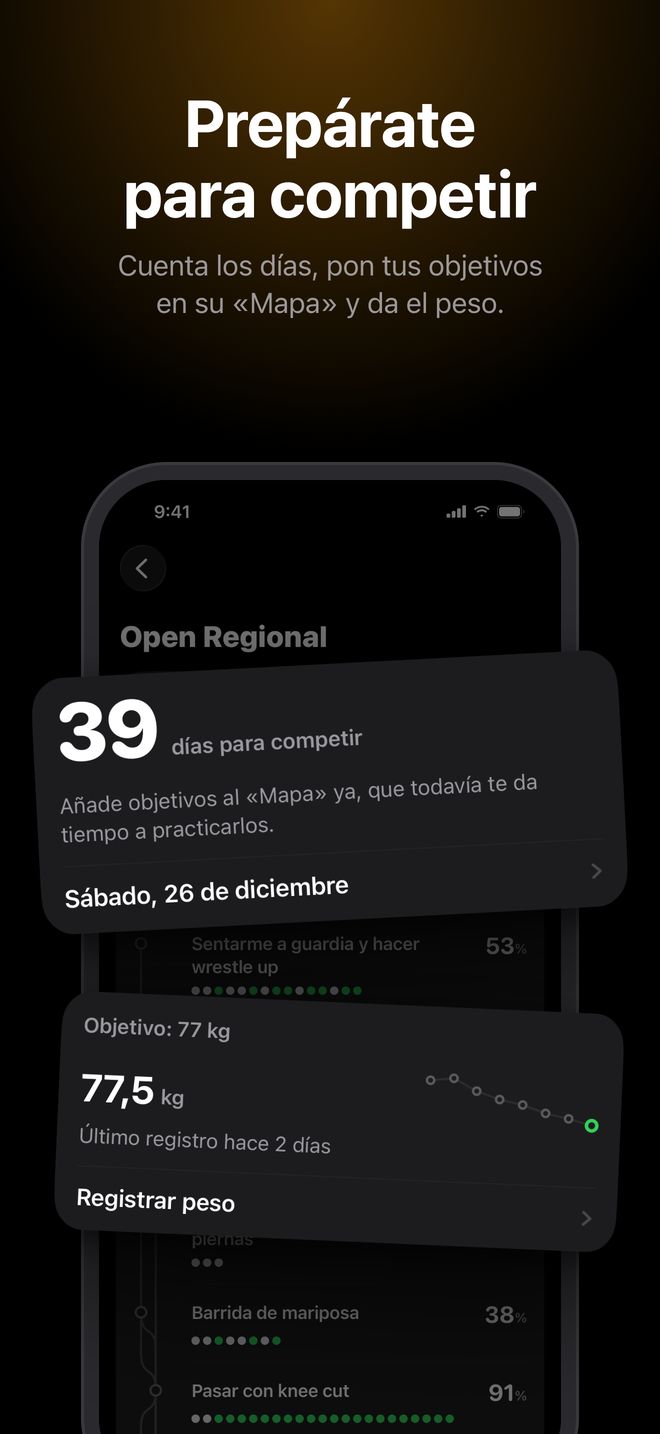 Prepárate
para competir
Cuenta los días, pon tus objetivos
en su «Mapa» y da el peso.
9:41
Open Regional
39 días para competir
Añade objetivos al «Mapa» ya, que todavía te da
tiempo a practicarlos.
Sábado, 26 de diciembre
Sentarme a guardia y hacer 53%
wrestle up
Objetivo: 77 kg
77,5 kg
Último registro hace 2 días
Registrar peso
piernas
Barrida de mariposa 38%
Pasar con knee cut 91%